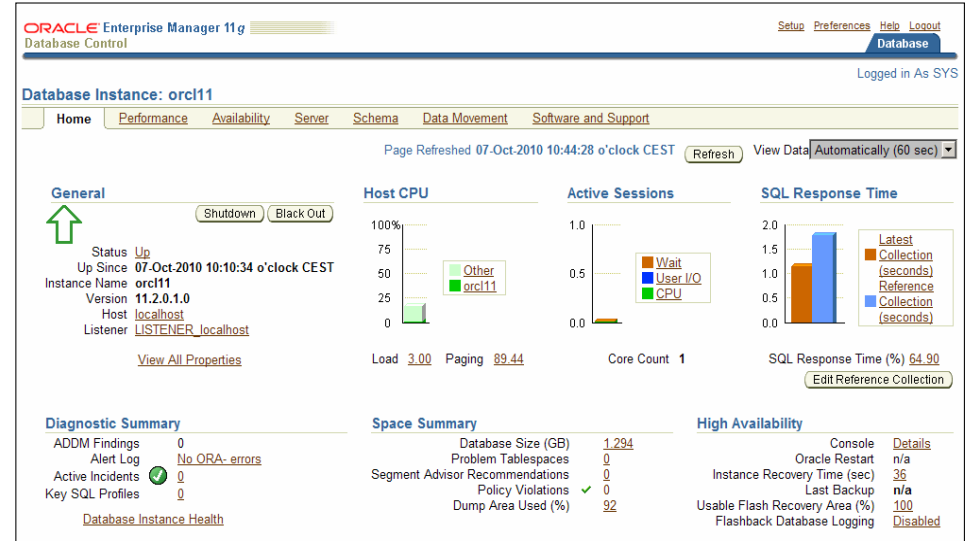 ORACLE Enterprise Manager 11g
Database Control
Setup Preferences Help Logout
Database
Logged in As SYS
Database Instance: orcl11
Home Performance Availability Server Schema Data Movement Software and Support
Page Refreshed 07-Oct-2010 10:44:28 o'clock CEST Refresh View Data Automatically (60 sec)
General
Shutdown Black Out
Status Up
Up Since 07-Oct-2010 10:10:34 o'clock CEST
Instance Name orcl11
Version 11.2.0.1.0
Host localhost
Listener LISTENER_localhost
View All Properties
Host CPU
100%
75
50
25
0
Other
orcl11
Load 3.00 Paging 89.44
Active Sessions
1.0
0.5
0.0
Wait
User I/O
CPU
Core Count 1
SQL Response Time
2.0
1.5
1.0
0.5
0.0
Latest
Collection
(seconds)
Reference
Collection
(seconds)
SQL Response Time (%) 64.90
Edit Reference Collection
Diagnostic Summary
ADDM Findings 0
Alert Log No ORA- errors
Active Incidents 0
Key SQL Profiles 0
Database Instance Health
Space Summary
Database Size (GB) 1.294
Problem Tablespaces 0
Segment Advisor Recommendations 0
Policy Violations 0
Dump Area Used (%) 92
High Availability
Console Details
Oracle Restart n/a
Instance Recovery Time (sec) 36
Last Backup n/a
Usable Flash Recovery Area (%) 100
Flashback Database Logging Disabled